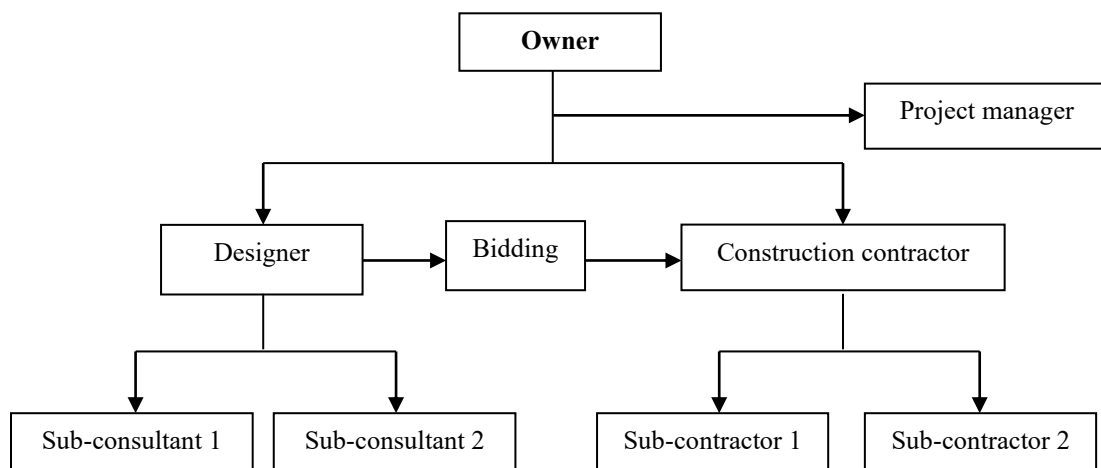 Owner
Project manager
Designer
Bidding
Construction contractor
Sub-consultant 1
Sub-consultant 2
Sub-contractor 1
Sub-contractor 2